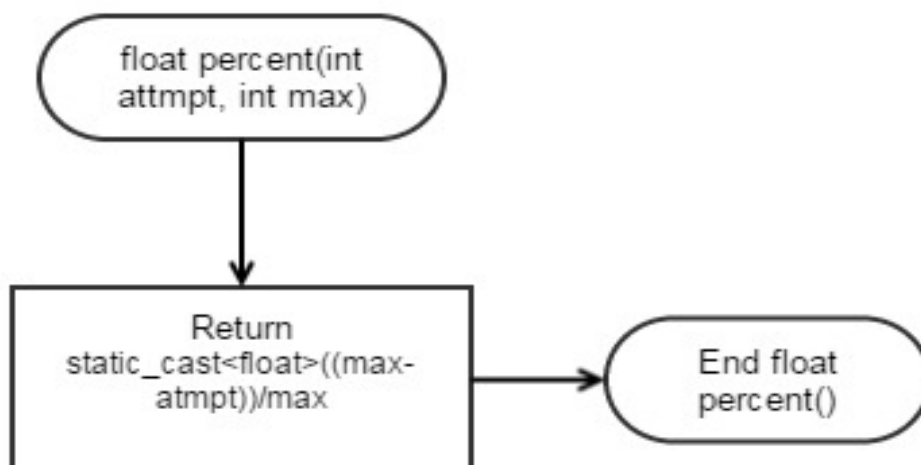 float percent(int
attmpt, int max)
Return
static_cast<float>((max-
atmpt))/max
End float
percent()